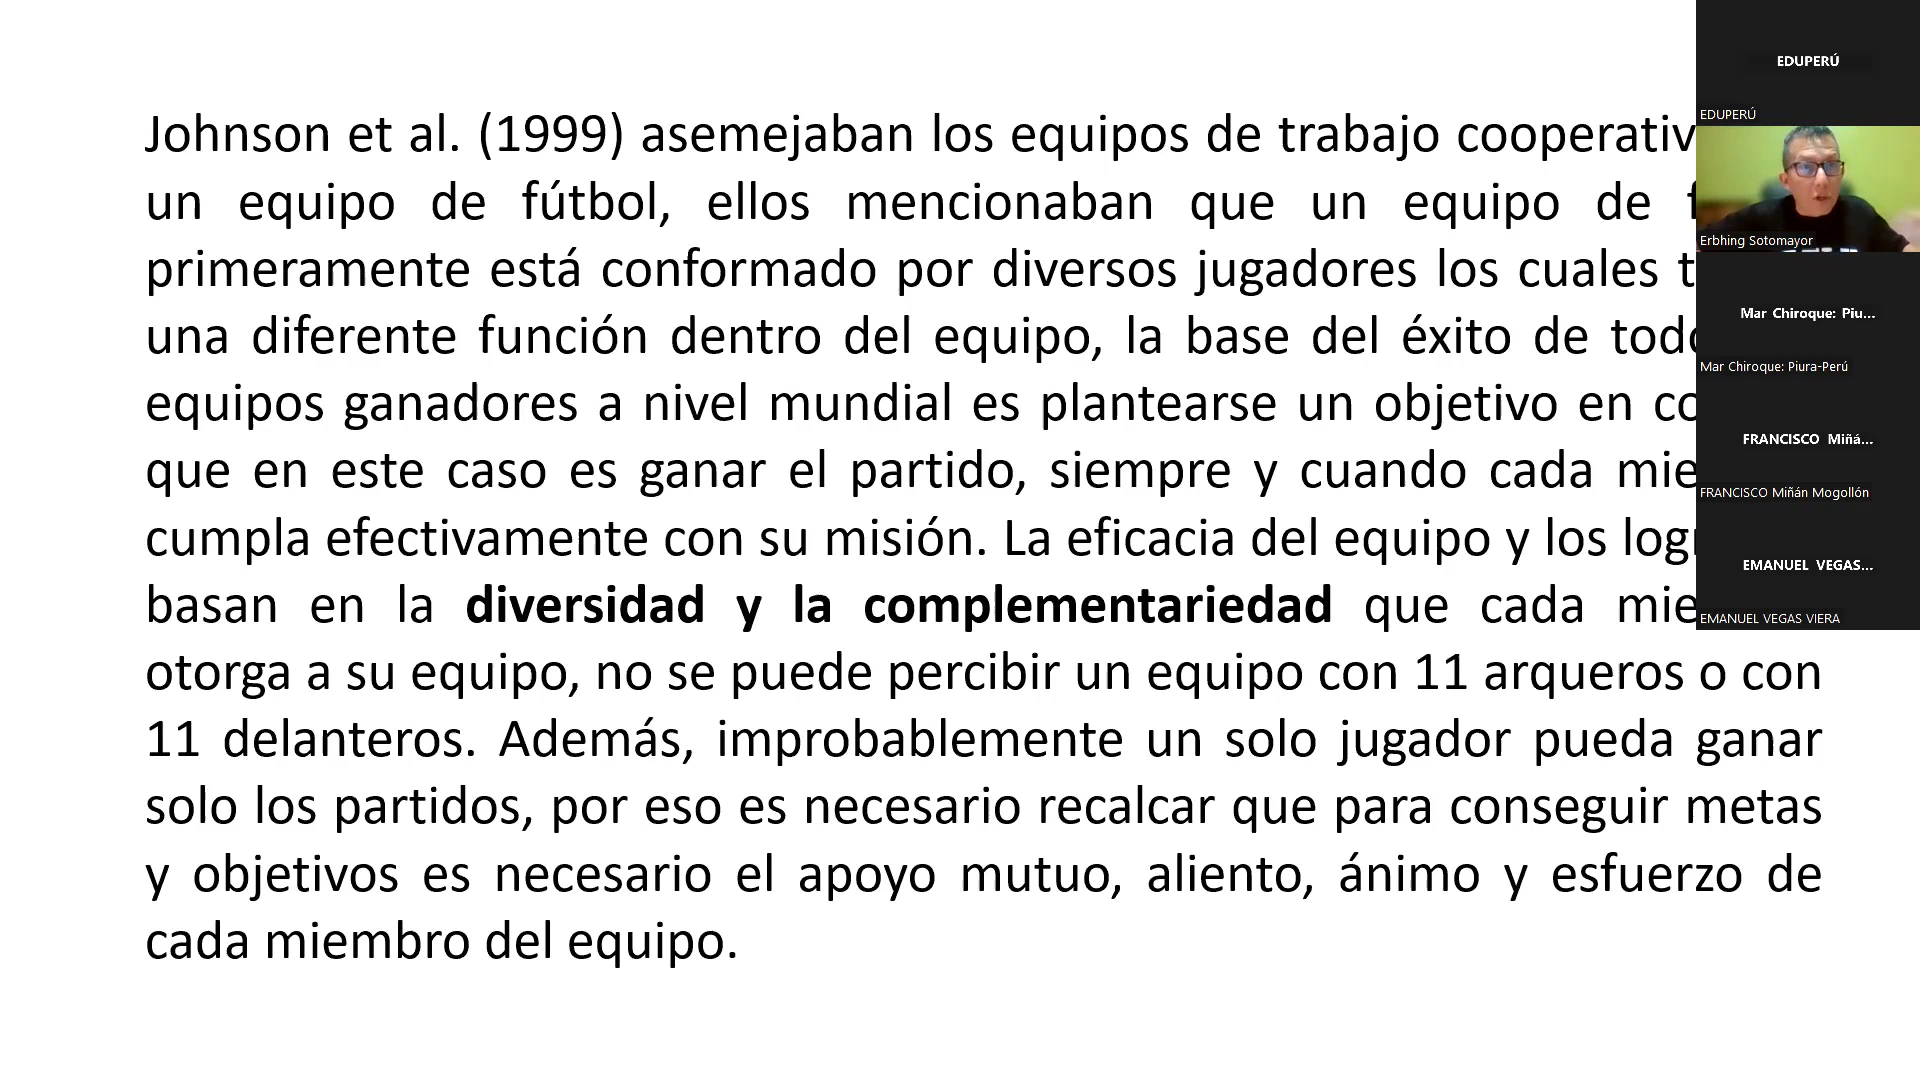 Johnson et al. (1999) asemejaban los equipos de trabajo
un equipo de fútbol, ellos mencionaban que un equipo de
primeramente está conformado por diversos jugadores los cuales
una diferente función dentro del equipo, la base del éxito de
equipos ganadores a nivel mundial es plantearse un objetivo en
que en este caso es ganar el partido, siempre y cuando cada
cumpla efectivamente con su misión. La eficacia del equipo y los
basan en la diversidad y la complementariedad que cada
otorga a su equipo, no se puede percibir un equipo con 11 arqueros o con
11 delanteros. Además, improbablemente un solo jugador pueda ganar
solo los partidos, por eso es necesario recalcar que para conseguir metas
y objetivos es necesario el apoyo mutuo, aliento, ánimo y esfuerzo de
cada miembro del equipo.
EDUPERÚ
EDUPERÚ
Erbhing Sotomayor
Mar Chiroque: Piu...
Mar Chiroque: Piura-Perú
FRANCISCO Miñá...
FRANCISCO Miñán Mogollón
EMANUEL VEGAS...
EMANUEL VEGAS VIERA